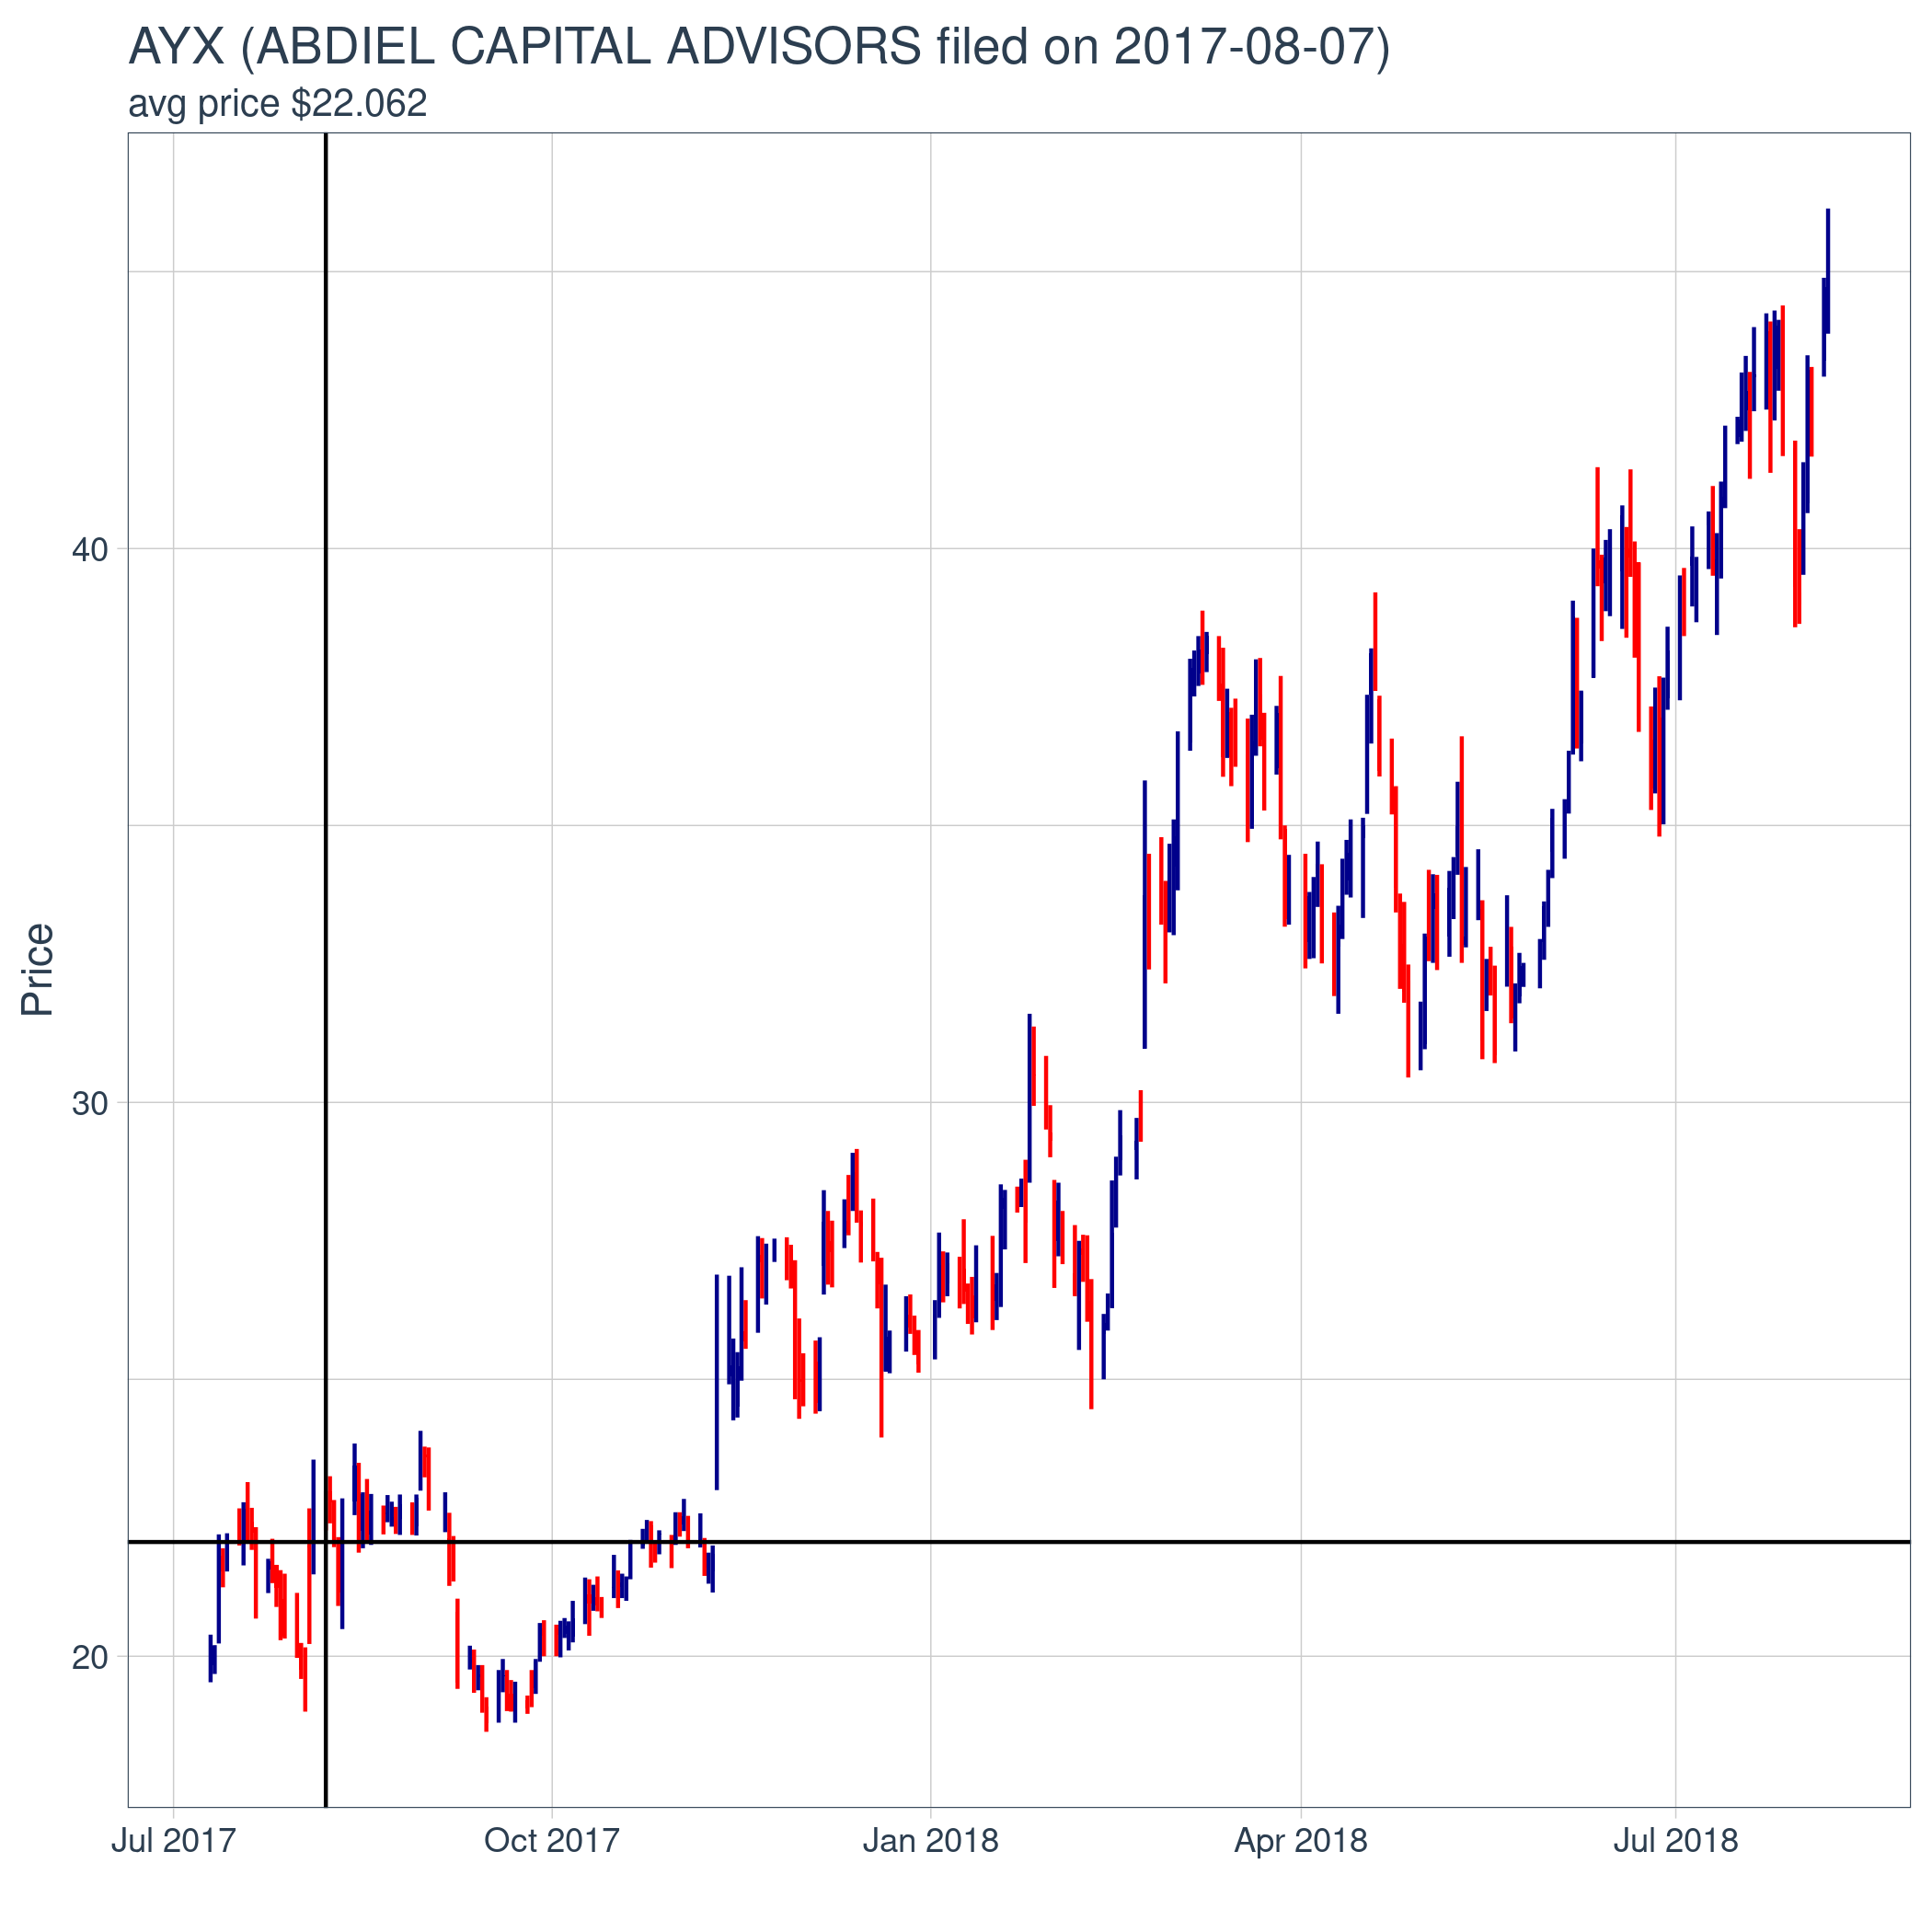 AYX (ABDIEL CAPITAL ADVISORS filed on 2017-08-07)
avg price $22.062
Price
40
30
20
Jul 2017
Oct 2017
Jan 2018
Apr 2018
Jul 2018